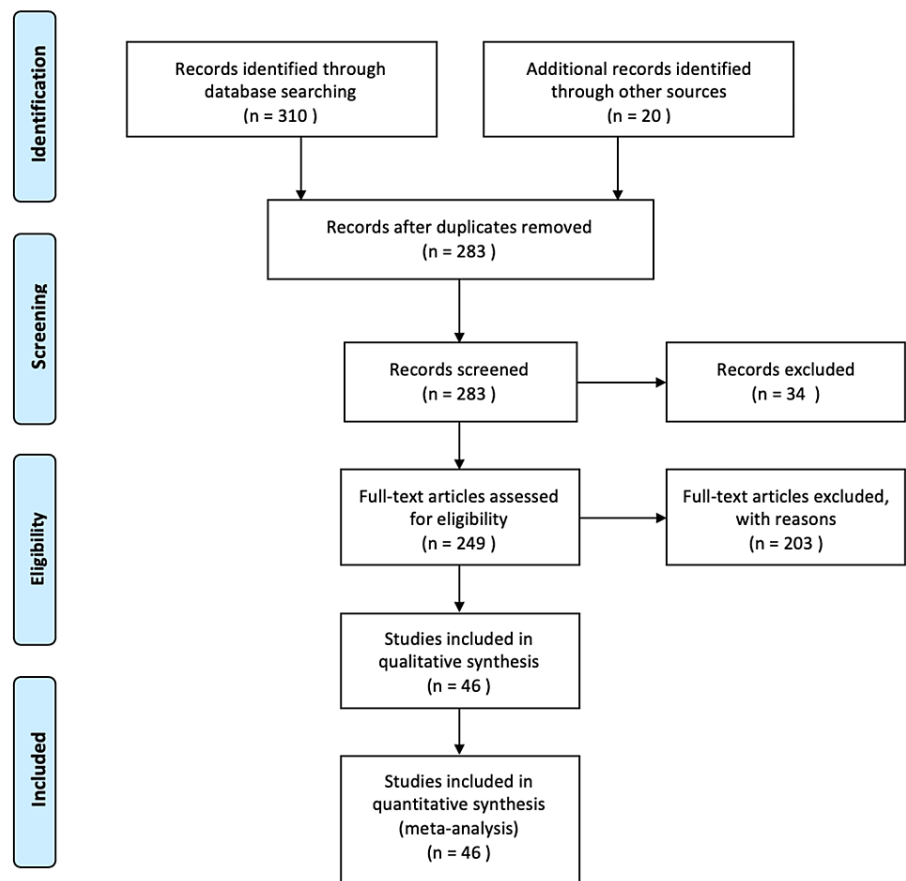 Identification
Records identified through
database searching
(n = 310 )
Additional records identified
through other sources
(n = 20 )
Records after duplicates removed
(n = 283 )
Screening
Records screened
(n = 283 )
Records excluded
(n = 34 )
Eligibility
Full-text articles assessed
for eligibility
(n = 249 )
Full-text articles excluded,
with reasons
(n = 203 )
Studies included in
qualitative synthesis
(n = 46 )
Included
Studies included in
quantitative synthesis
(meta-analysis)
(n = 46 )